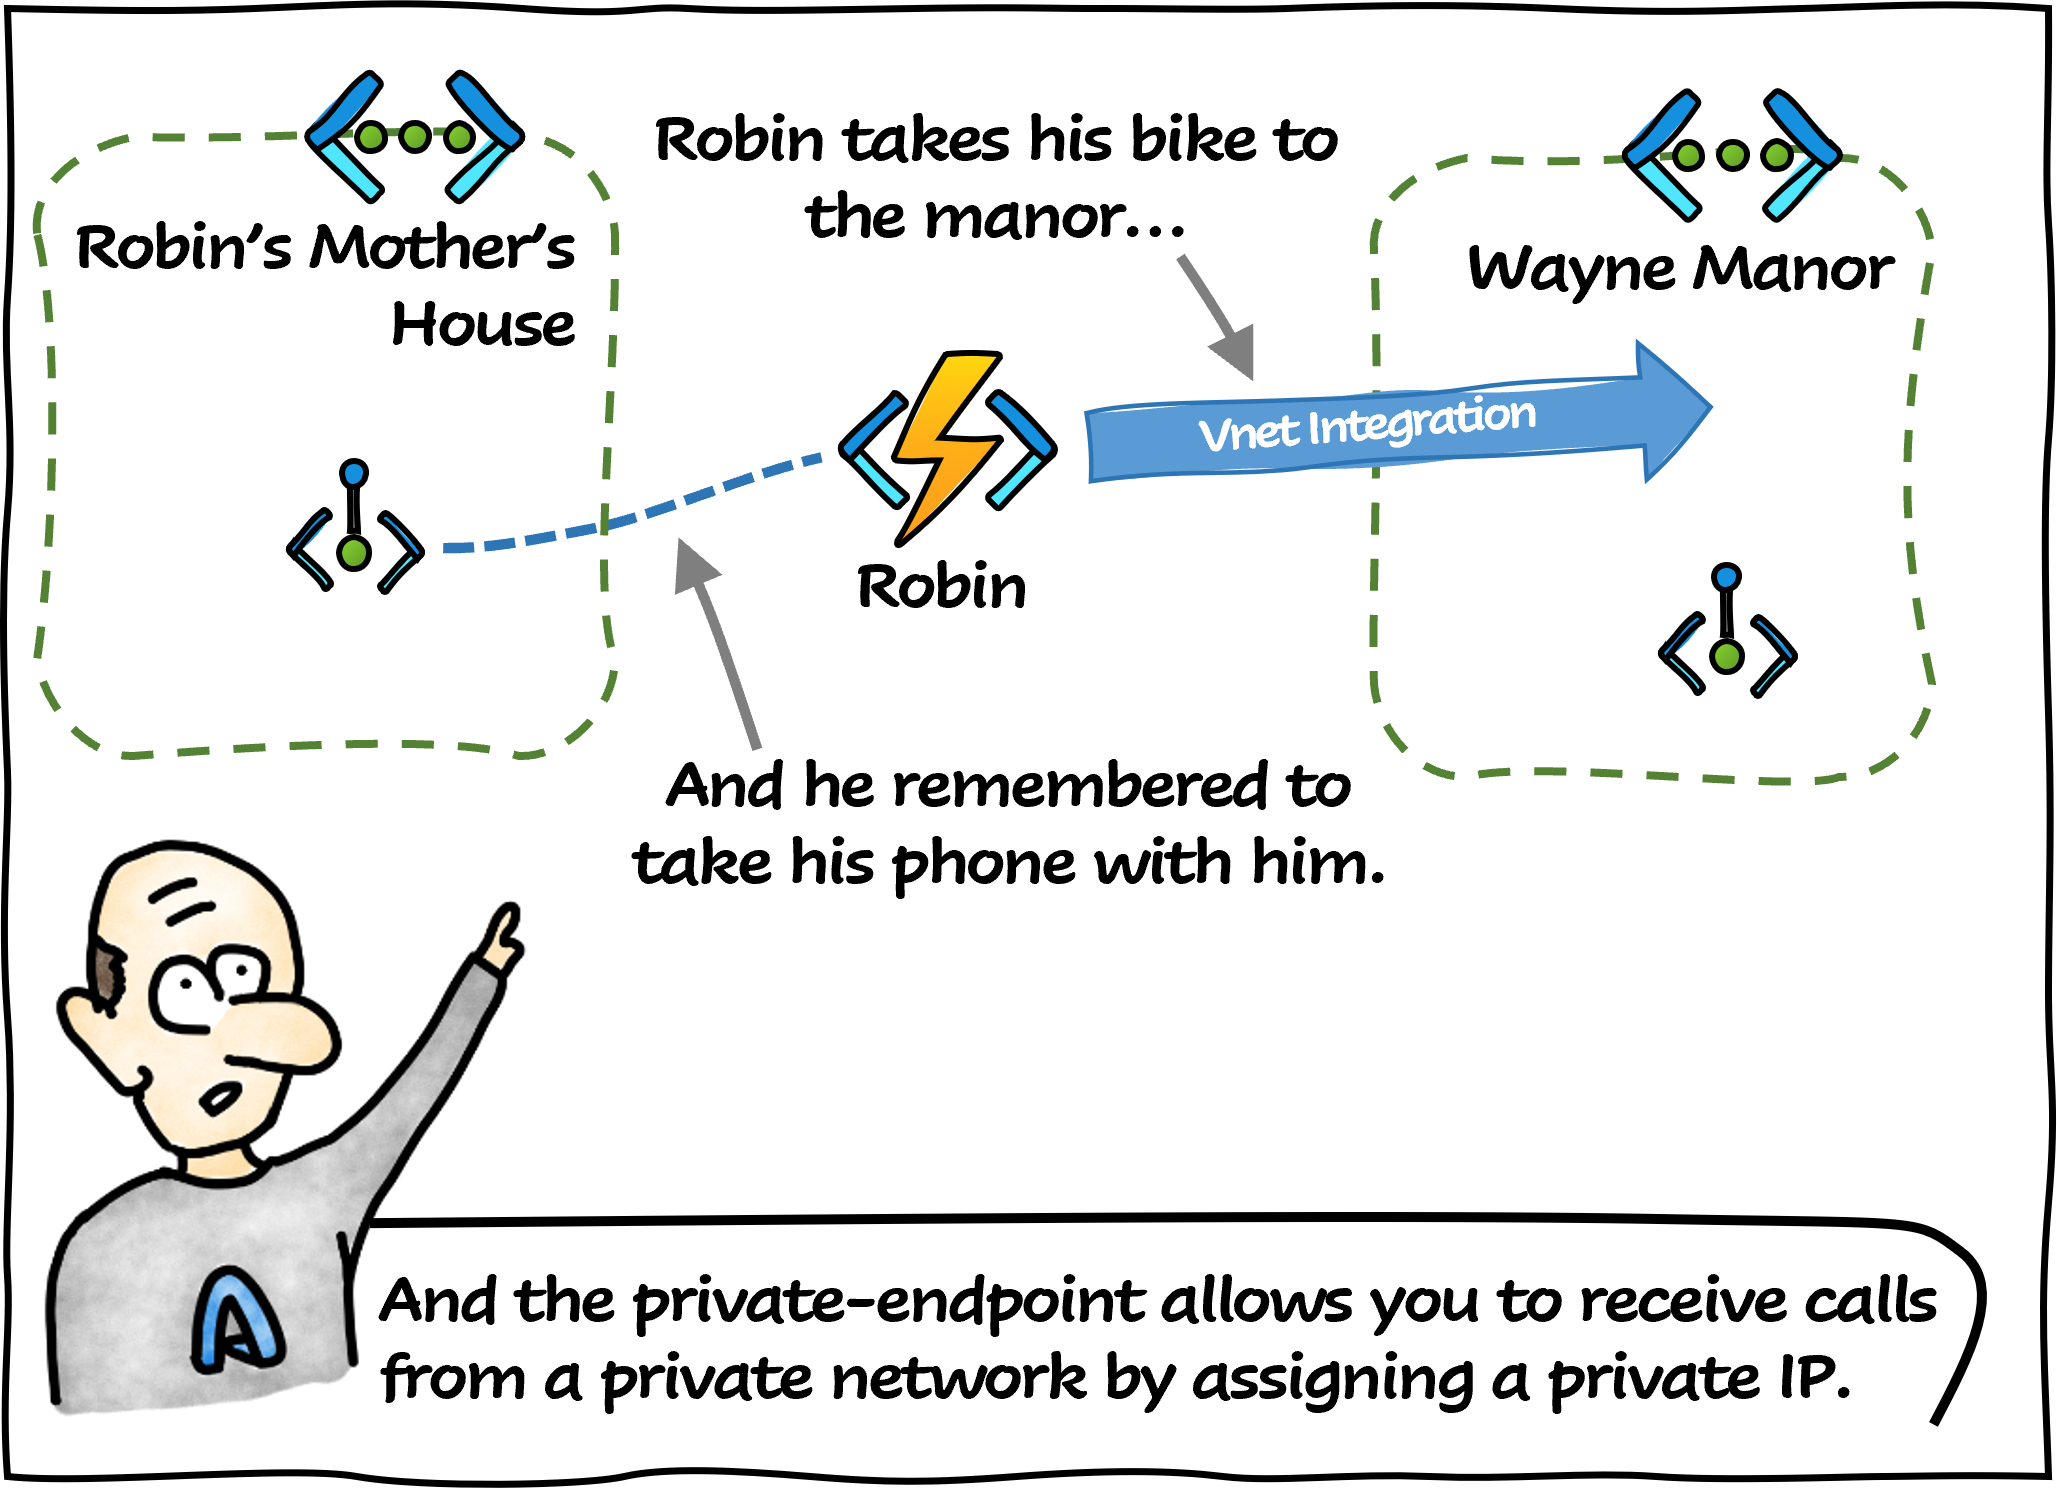 Robin's Mother's
House
Robin takes his bike to
the manor...
Wayne Manor
Vnet Integration
Robin
And he remembered to
take his phone with him.
And the private-endpoint allows you to receive calls
from a private network by assigning a private IP.